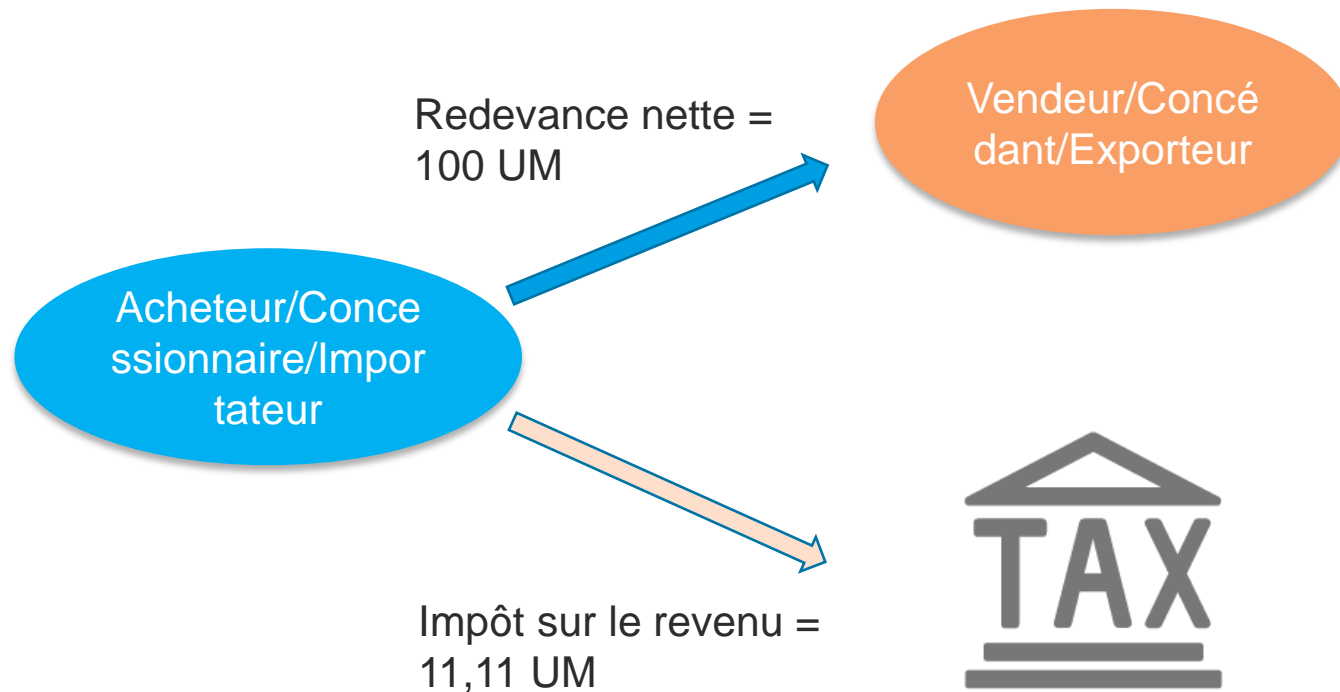 Redevance nette =
100 UM
Vendeur/Concé
dant/Exporteur
Acheteur/Conce
ssionnaire/Impor
tateur
TAX
Impôt sur le revenu =
11,11 UM